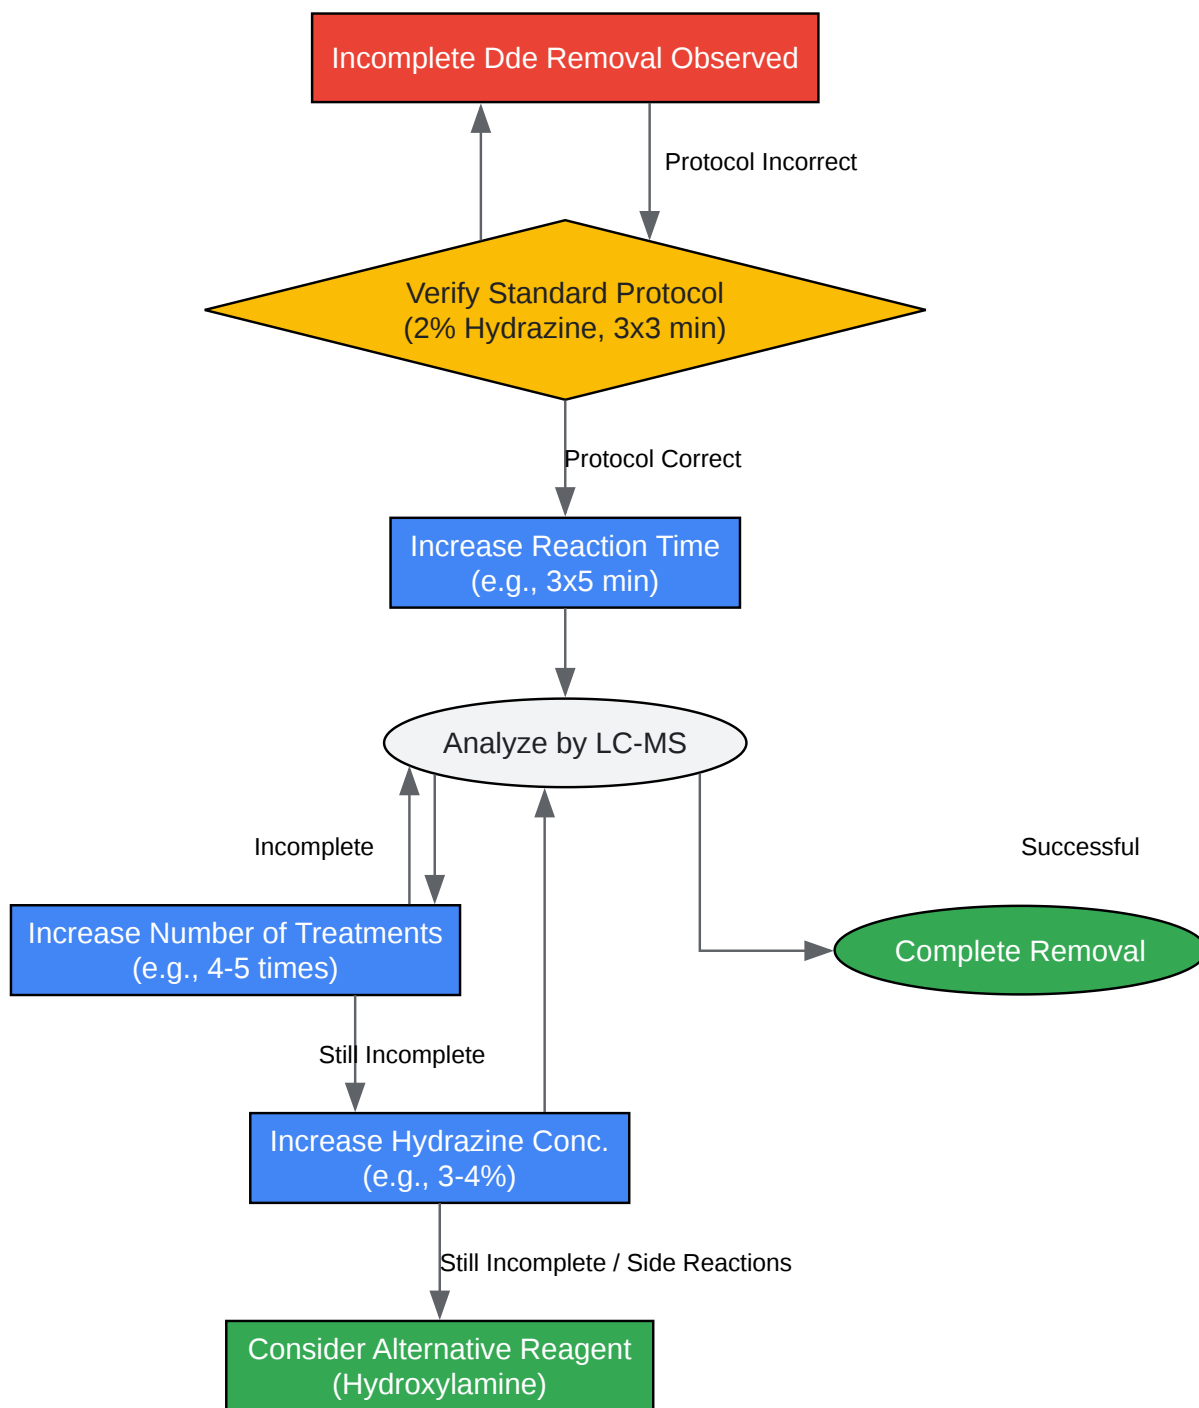 Incomplete Dde Removal Observed
Protocol Incorrect
Verify Standard Protocol
(2% Hydrazine, 3x3 min)
Protocol Correct
Increase Reaction Time
(e.g., 3x5 min)
Analyze by LC-MS
Incomplete
Successful
Increase Number of Treatments
(e.g., 4-5 times)
Complete Removal
Still Incomplete
Increase Hydrazine Conc.
(e.g., 3-4%)
Still Incomplete / Side Reactions
Consider Alternative Reagent
(Hydroxylamine)